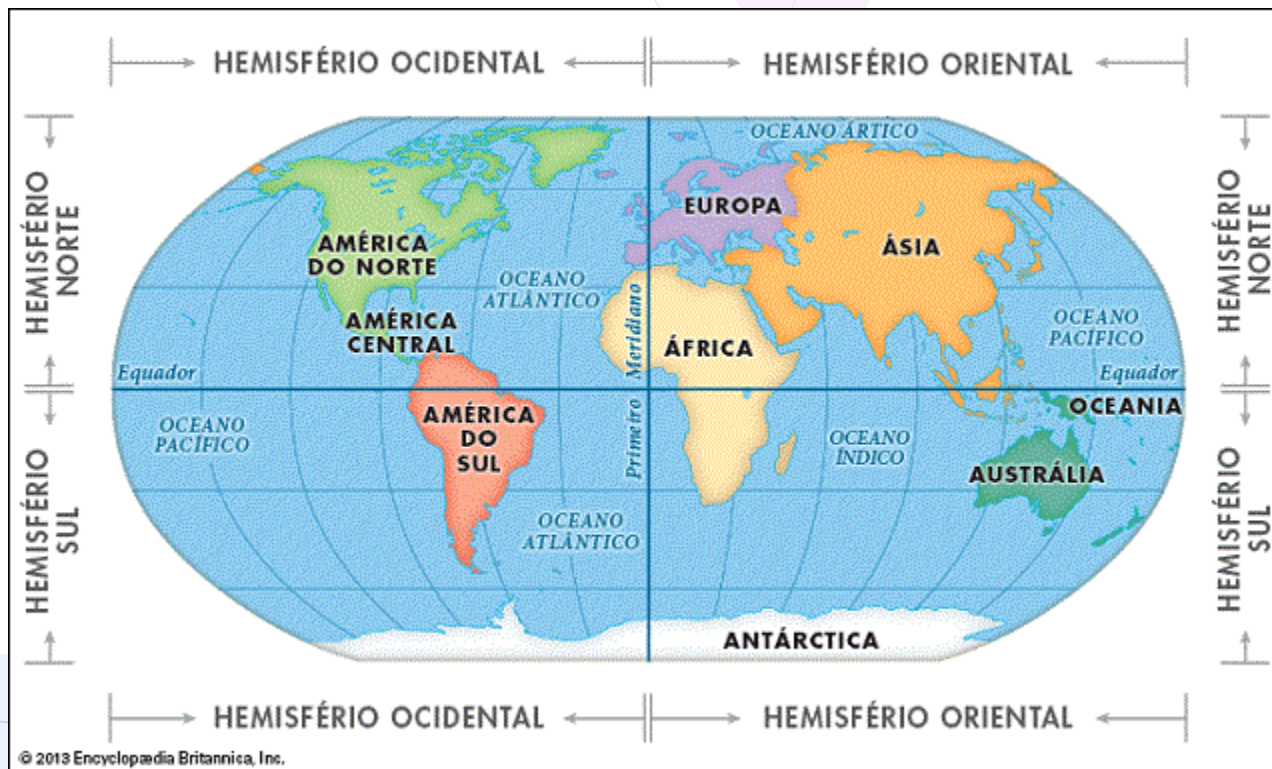 HEMISFÉRIO OCIDENTAL
HEMISFÉRIO ORIENTAL
HEMISFÉRIO
NORTE
HEMISFÉRIO
NORTE
OCEANO ÁRTICO
EUROPA
ÁSIA
AMÉRICA
DO NORTE
OCEANO
ATLÂNTICO
AMÉRICA
CENTRAL
OCEANO
PACÍFICO
ÁFRICA
Primeiro Meridiano
Equador
Equador
OCEANIA
OCEANO
PACÍFICO
AMÉRICA
DO
SUL
OCEANO
ÍNDICO
AUSTRÁLIA
OCEANO
ATLÂNTICO
HEMISFÉRIO
SUL
HEMISFÉRIO
SUL
ANTÁRCTICA
HEMISFÉRIO OCIDENTAL
HEMISFÉRIO ORIENTAL
© 2013 Encyclopædia Britannica, Inc.